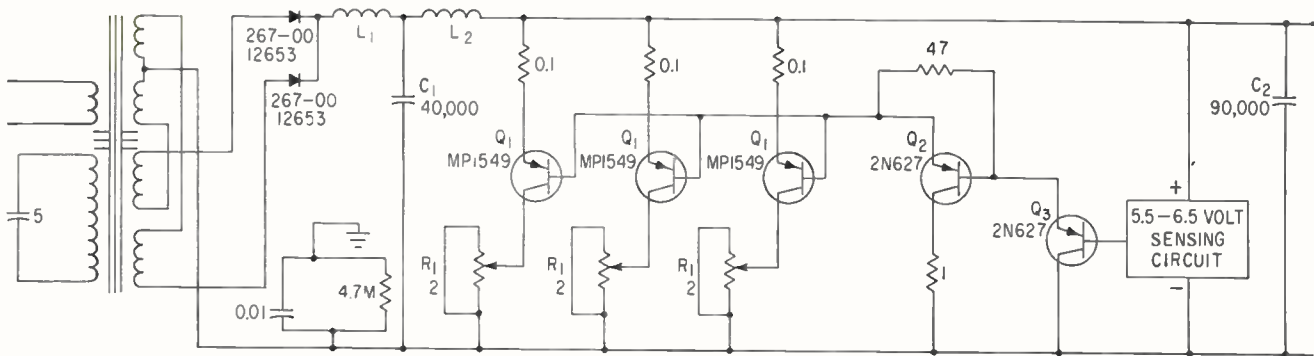 267-00
12653
267-00
12653
L1
L2
C1
40,000
0.1
0.1
0.1
47
C2
90,000
Q1
MP1549
Q1
MP1549
Q1
MP1549
Q2
2N627
Q3
2N627
+
5.5–6.5 VOLT
SENSING
CIRCUIT
−
5
0.01
4.7M
R1
2
R1
2
R1
2
1